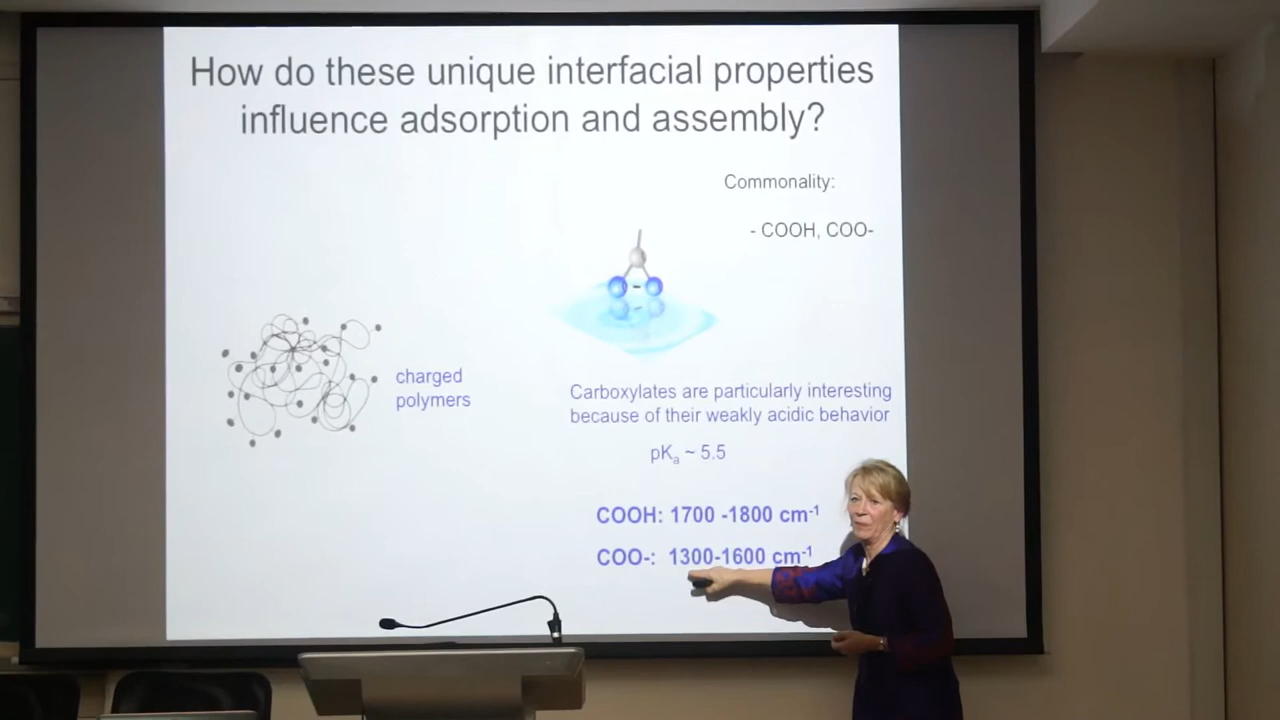 How do these unique interfacial properties
influence adsorption and assembly?
Commonality:
- COOH, COO-
charged
polymers
Carboxylates are particularly interesting
because of their weakly acidic behavior
pKₐ ~ 5.5
COOH: 1700 -1800 cm⁻¹
COO-: 1300-1600 cm⁻¹